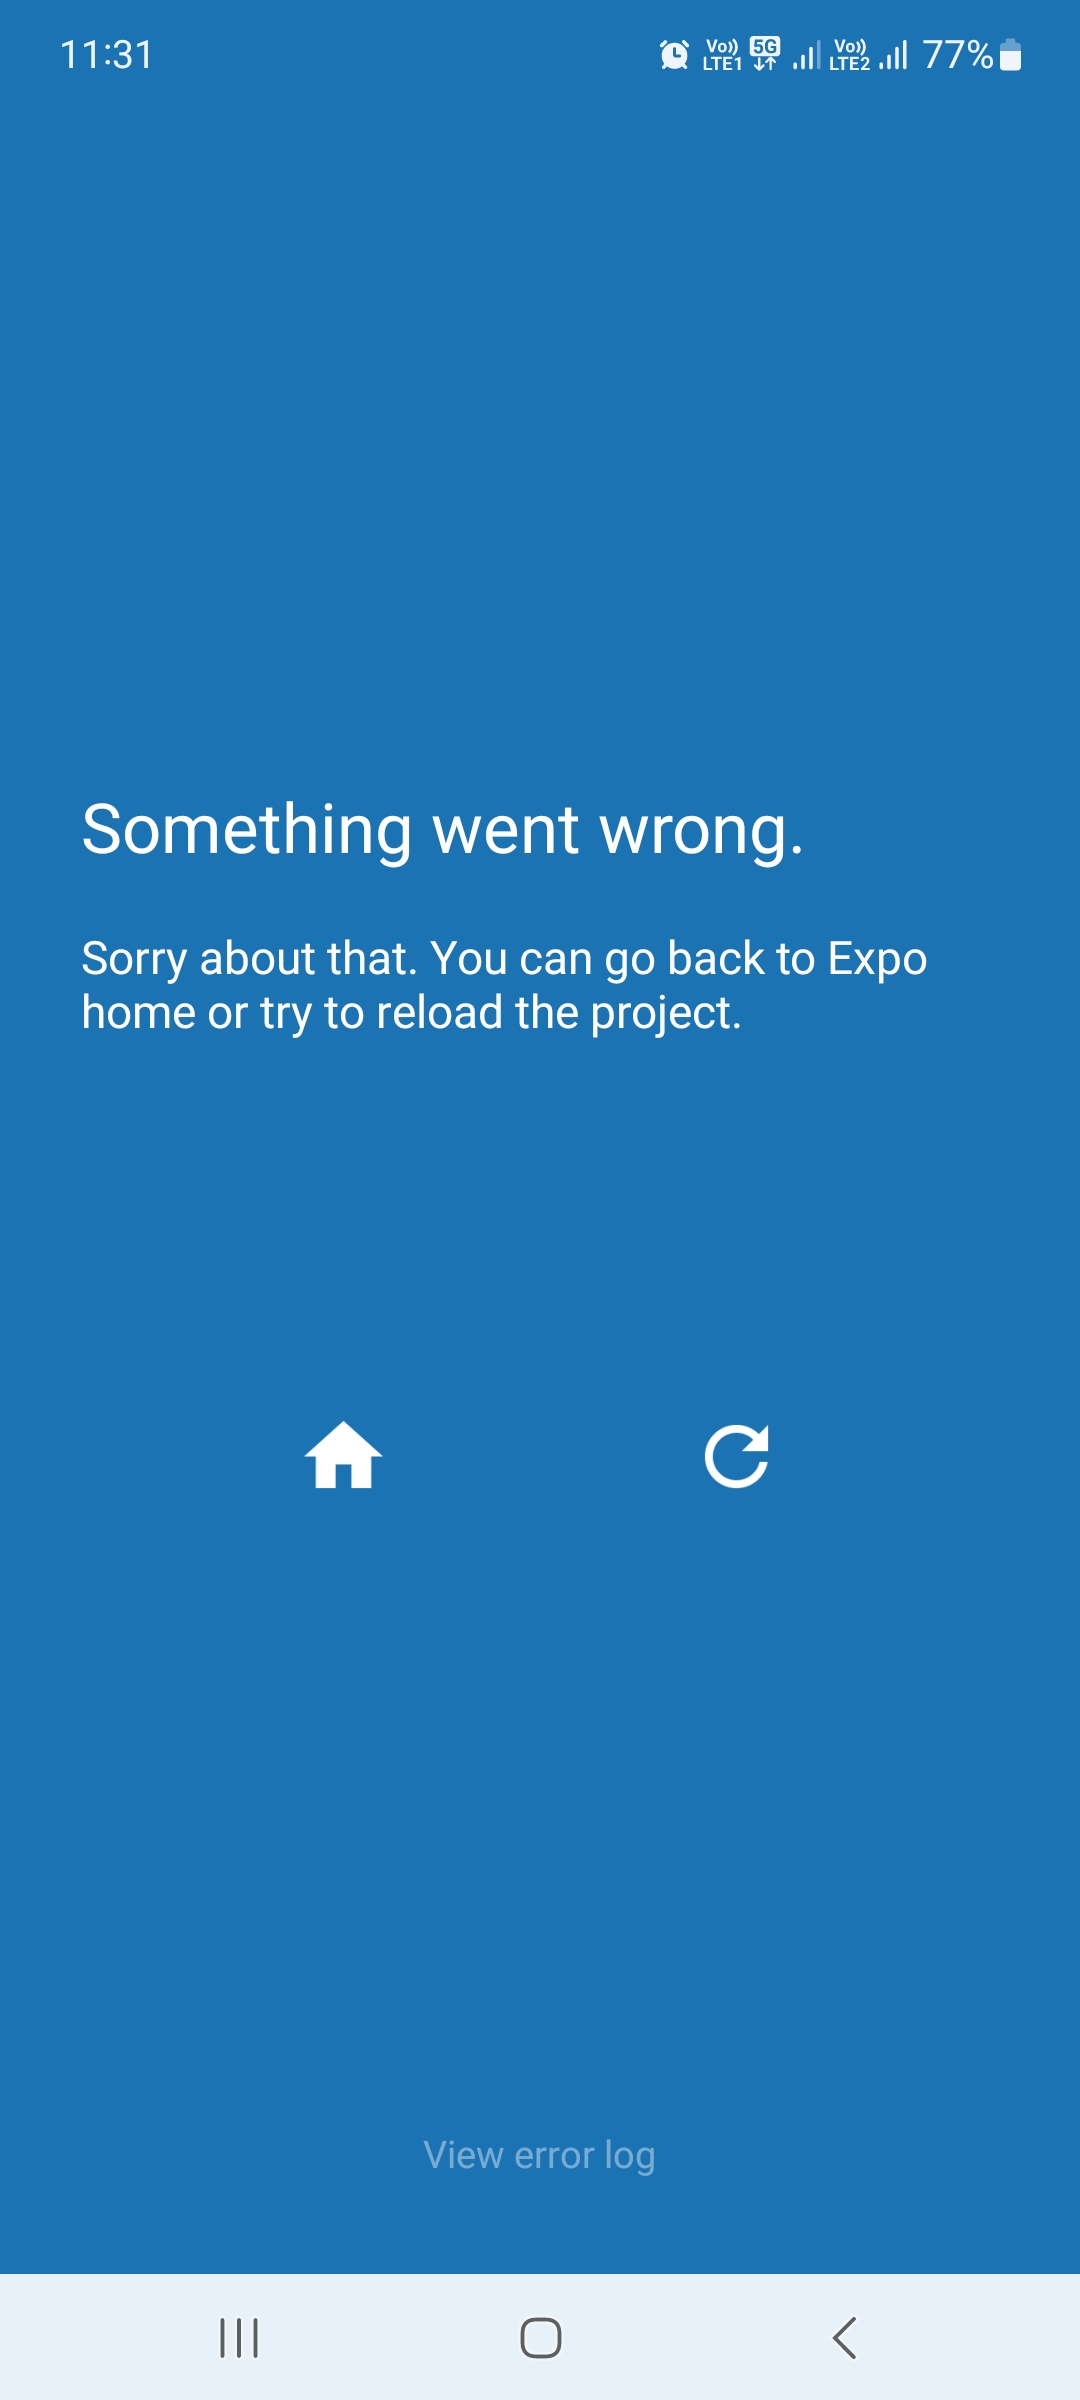 11:31
Vo)) LTE1 5G Vo)) LTE2 77%
Something went wrong.
Sorry about that. You can go back to Expo
home or try to reload the project.
View error log